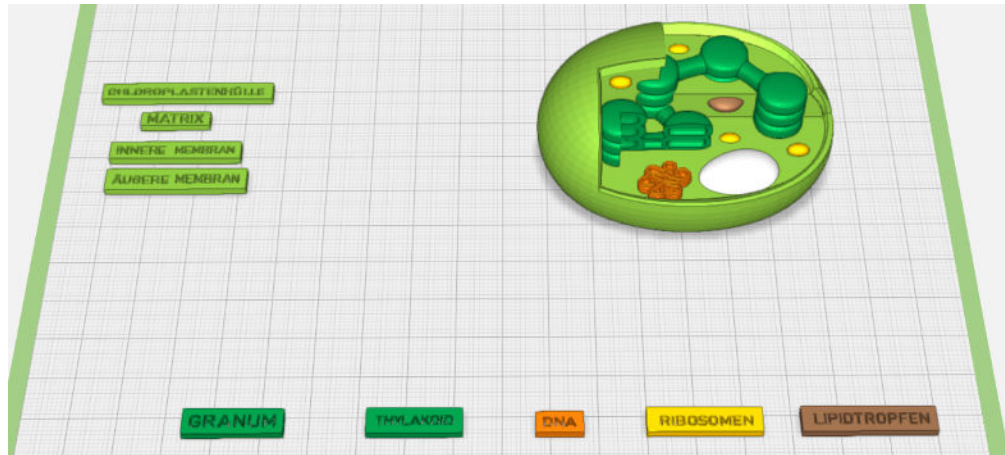 CHLOROPLASTENHÜLLE
MATRIX
INNERE MEMBRAN
ÄUßERE MEMBRAN
GRANUM
THYLAKOID
DNA
RIBOSOMEN
LIPIDTROPFEN